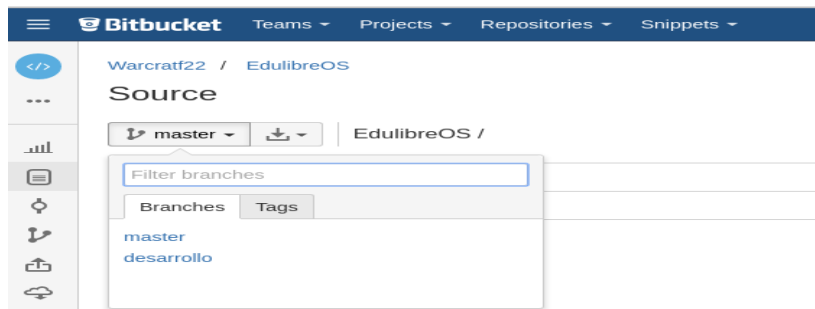 Bitbucket Teams Projects Repositories Snippets
</>
Warcratf22 / EdulibreOS
Source
master EdulibreOS /
Filter branches
Branches Tags
master
desarrollo